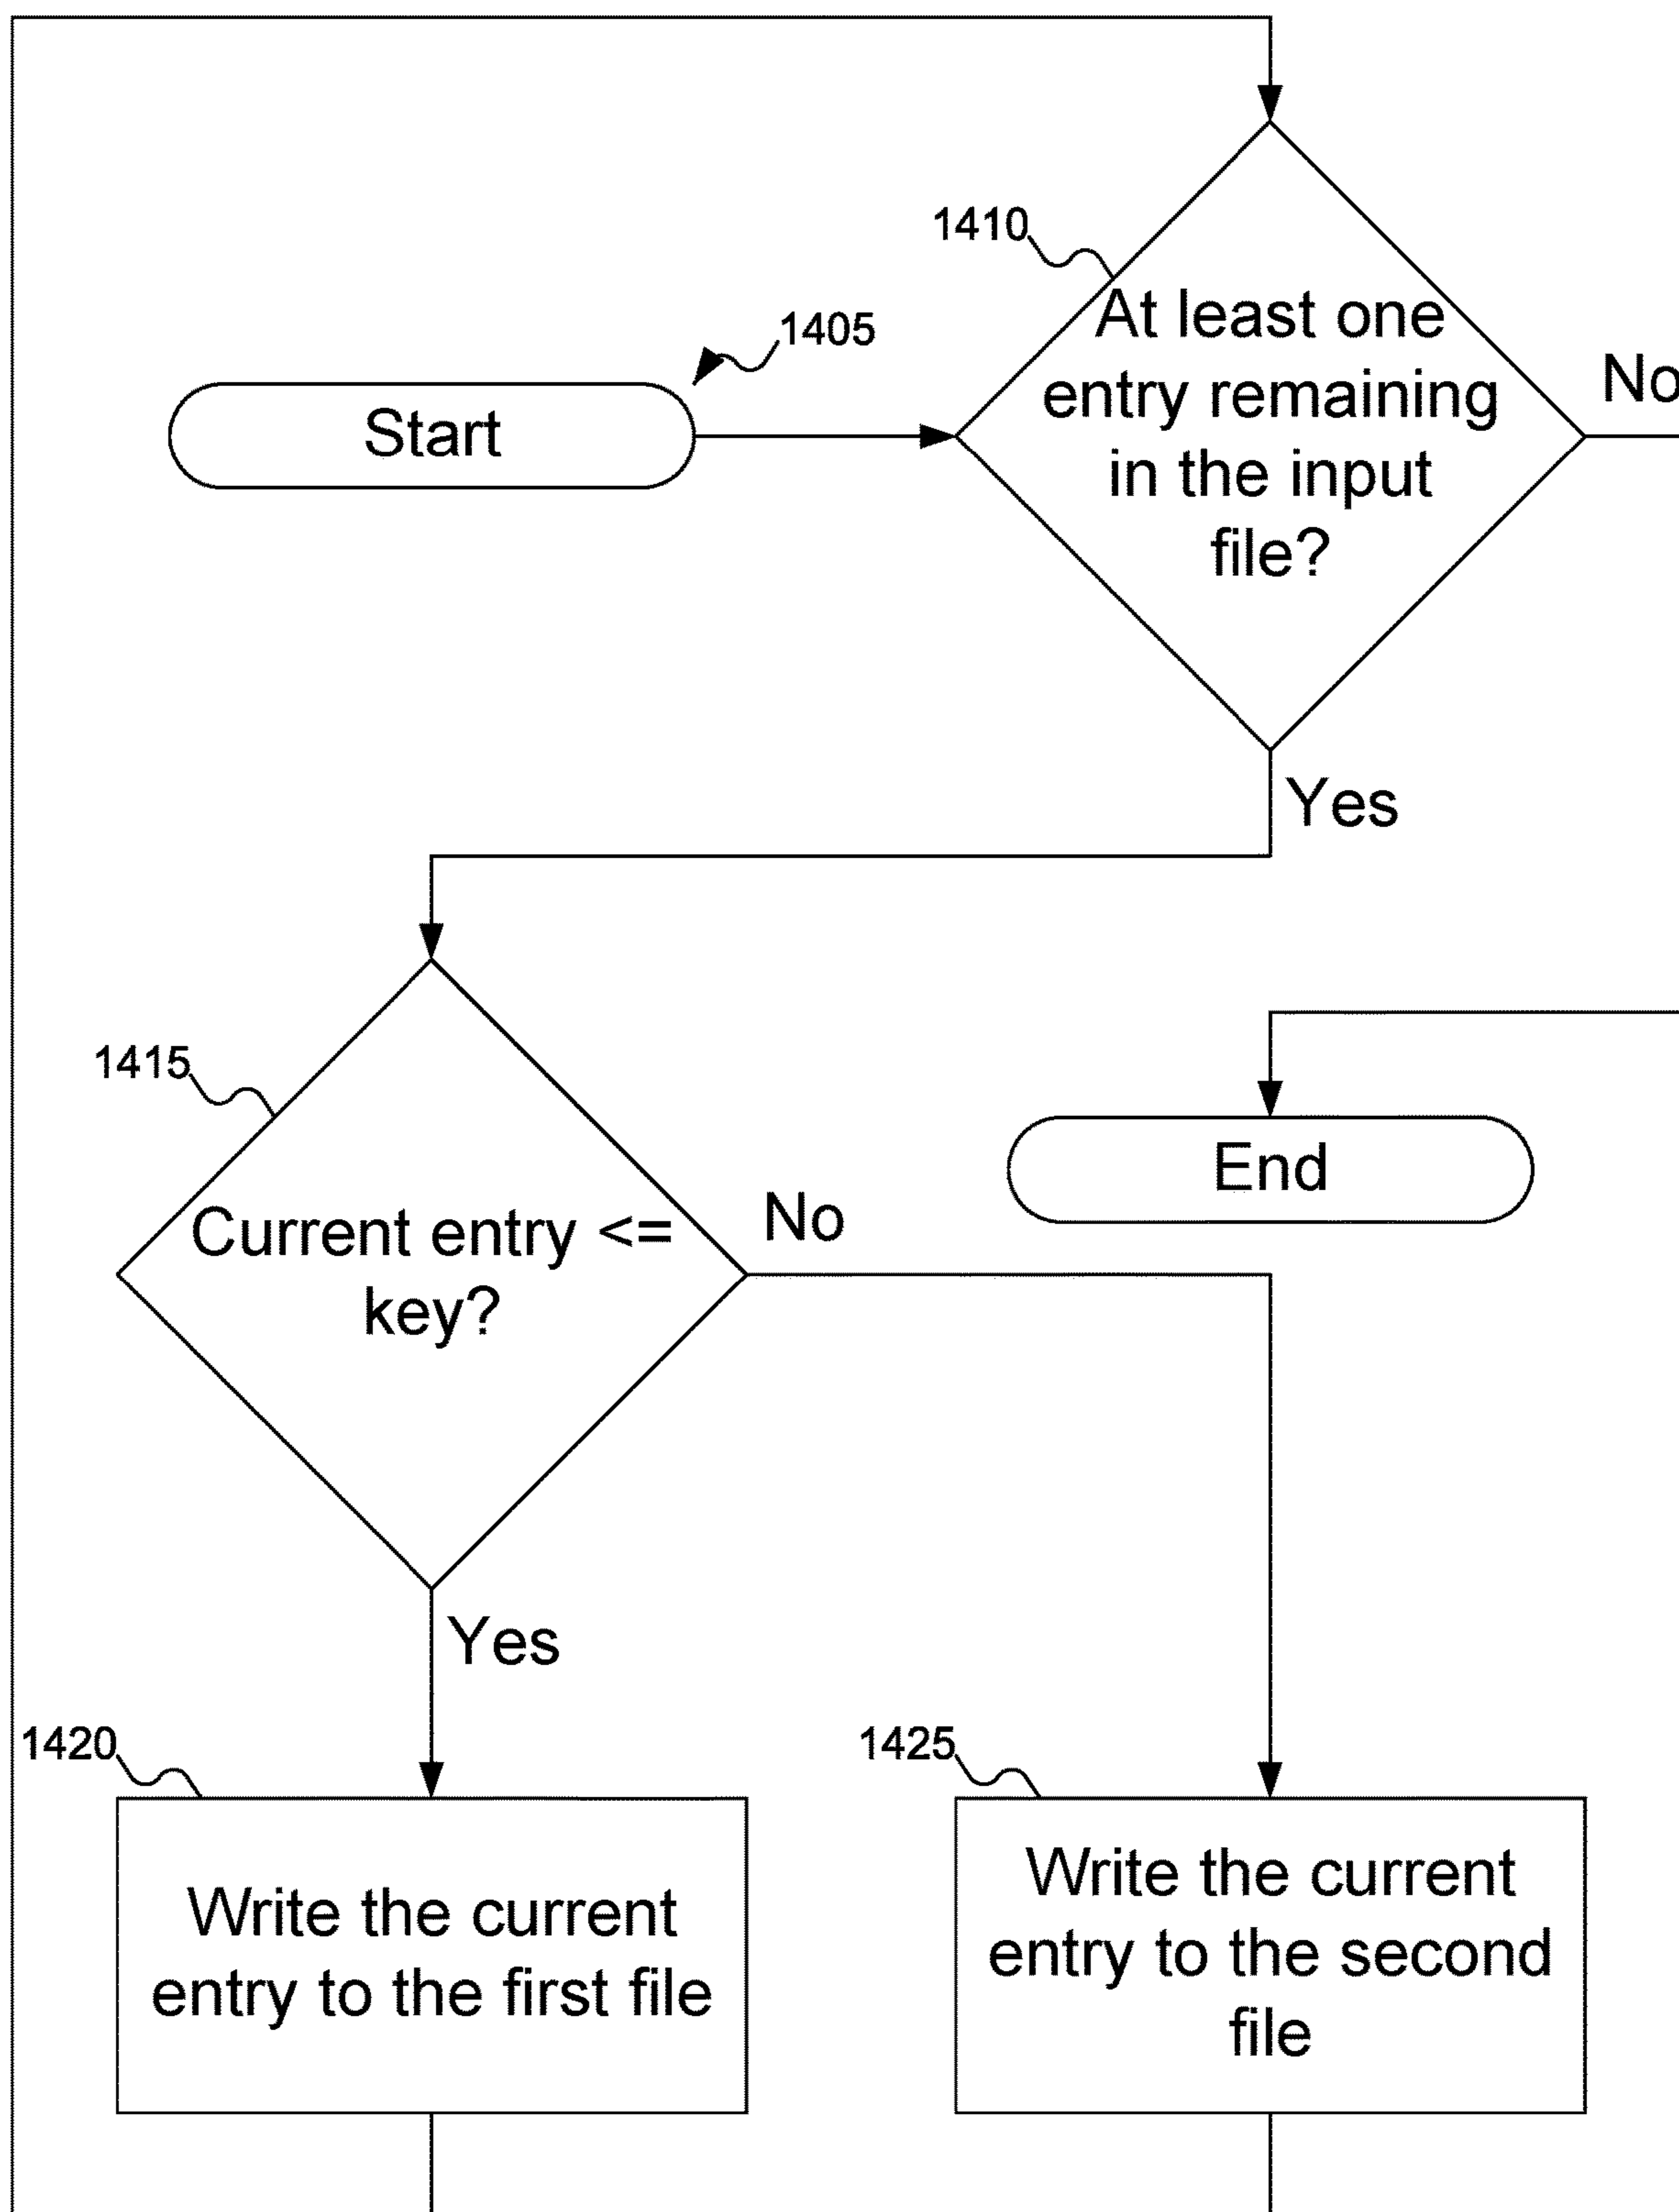 1410
1405
Start
At least one
entry remaining
in the input
file?
No
Yes
1415
Current entry <=
key?
No
End
Yes
1420
1425
Write the current
entry to the first file
Write the current
entry to the second
file